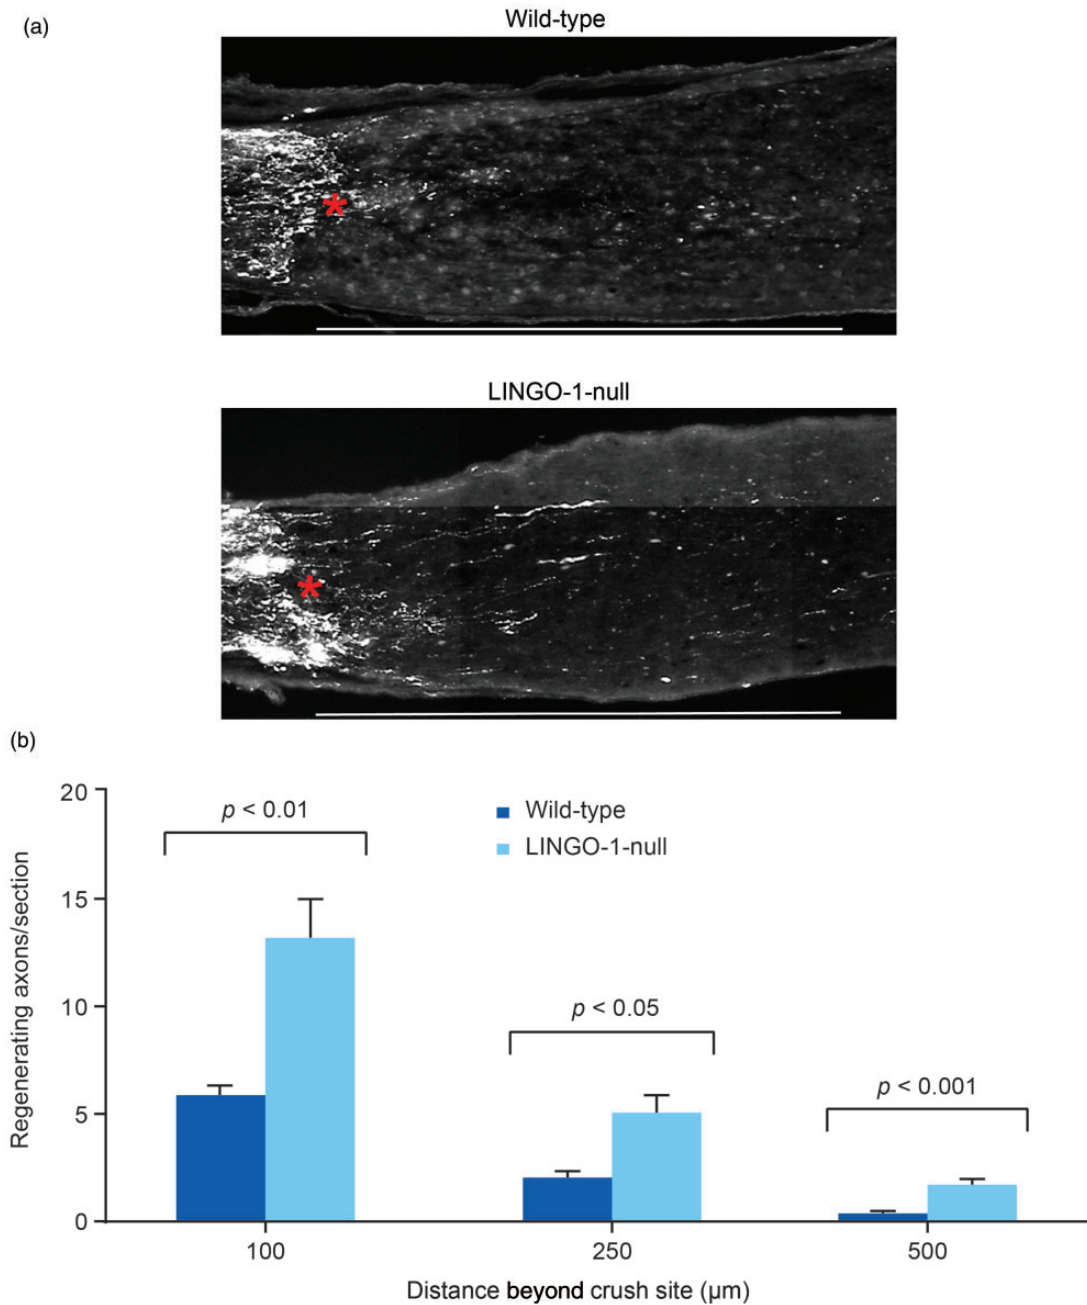 (a)
Wild-type
*
LINGO-1-null
*
(b)
20
15
10
5
0
Regenerating axons/section
p < 0.01
p < 0.05
p < 0.001
Wild-type
LINGO-1-null
100
250
500
Distance beyond crush site (µm)